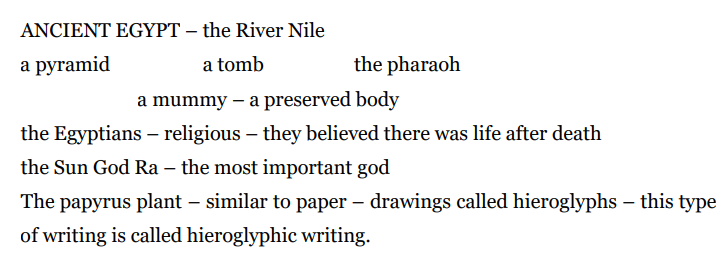 ANCIENT EGYPT – the River Nile
a pyramid a tomb the pharaoh
a mummy – a preserved body
the Egyptians – religious – they believed there was life after death
the Sun God Ra – the most important god
The papyrus plant – similar to paper – drawings called hieroglyphs – this type
of writing is called hieroglyphic writing.